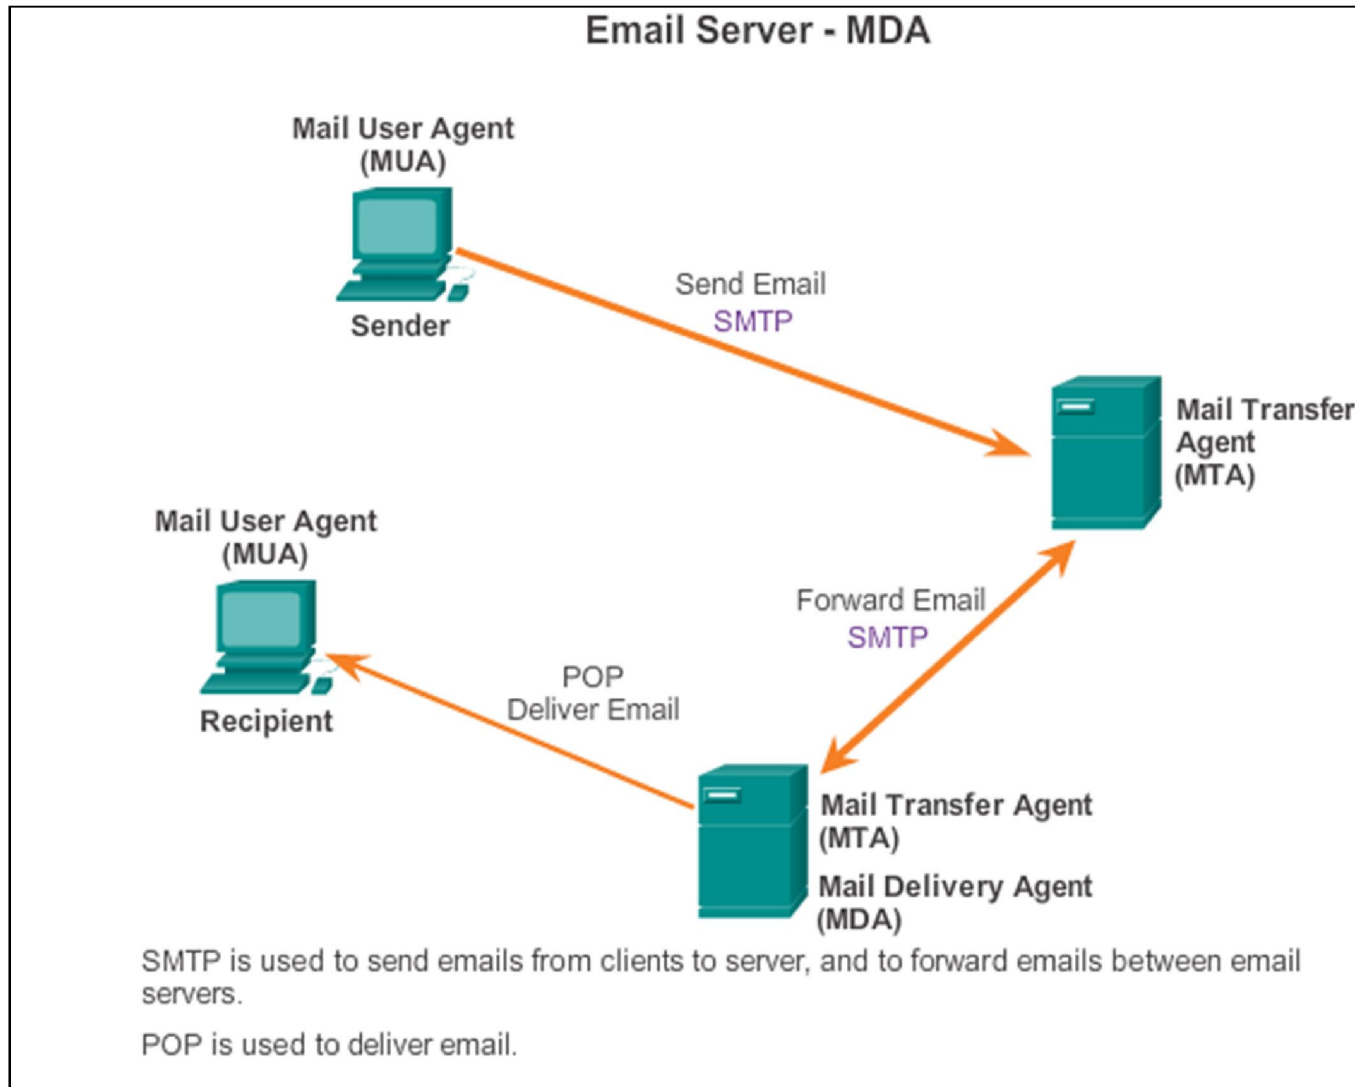 Email Server - MDA
Mail User Agent
(MUA)
Sender
Send Email
SMTP
Mail Transfer
Agent
(MTA)
Mail User Agent
(MUA)
Recipient
Forward Email
SMTP
POP
Deliver Email
Mail Transfer Agent
(MTA)
Mail Delivery Agent
(MDA)
SMTP is used to send emails from clients to server, and to forward emails between email
servers.
POP is used to deliver email.